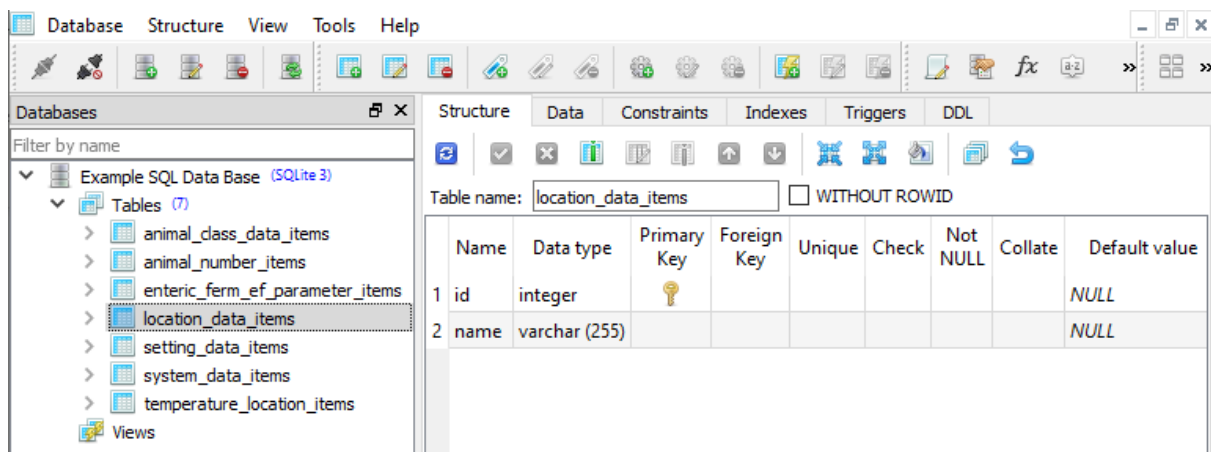 Database Structure View Tools Help
fx a-z » »
Databases
Filter by name
Example SQL Data Base (SQLite 3)
Tables (7)
animal_class_data_items
animal_number_items
enteric_ferm_ef_parameter_items
location_data_items
setting_data_items
system_data_items
temperature_location_items
Views
Structure Data Constraints Indexes Triggers DDL
Table name: location_data_items WITHOUT ROWID
Name Data type Primary Key Foreign Key Unique Check Not NULL Collate Default value
1 id integer NULL
2 name varchar (255) NULL